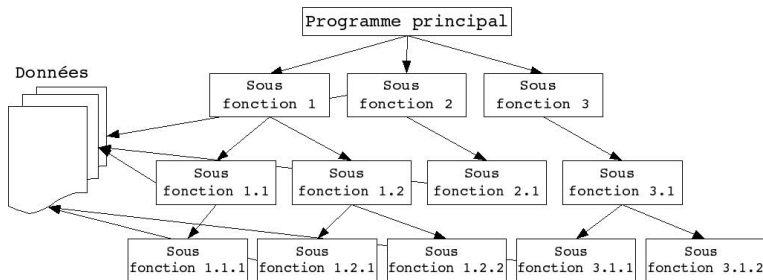 Programme principal
Données
Sous
fonction 1
Sous
fonction 2
Sous
fonction 3
Sous
fonction 1.1
Sous
fonction 1.2
Sous
fonction 2.1
Sous
fonction 3.1
Sous
fonction 1.1.1
Sous
fonction 1.2.1
Sous
fonction 1.2.2
Sous
fonction 3.1.1
Sous
fonction 3.1.2